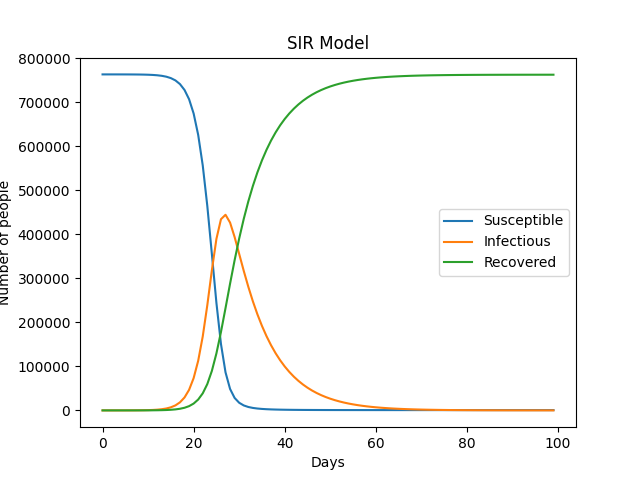 SIR Model
800000
700000
600000
500000
400000
300000
200000
100000
0
Number of people
Susceptible
Infectious
Recovered
0 20 40 60 80 100
Days